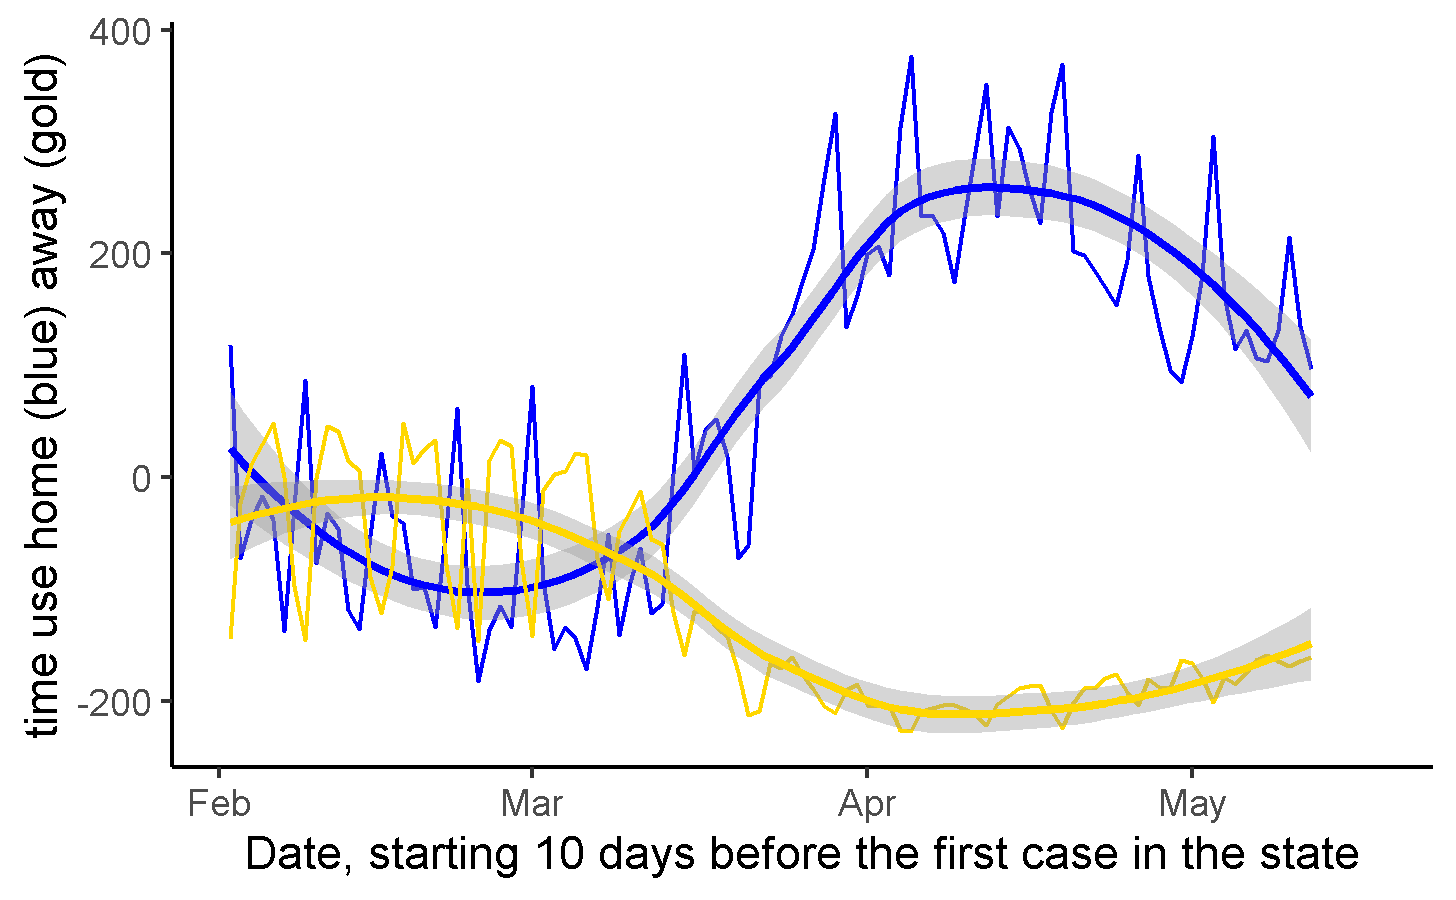 time use home (blue) away (gold)
400
200
0
-200
Feb
Mar
Apr
May
Date, starting 10 days before the first case in the state